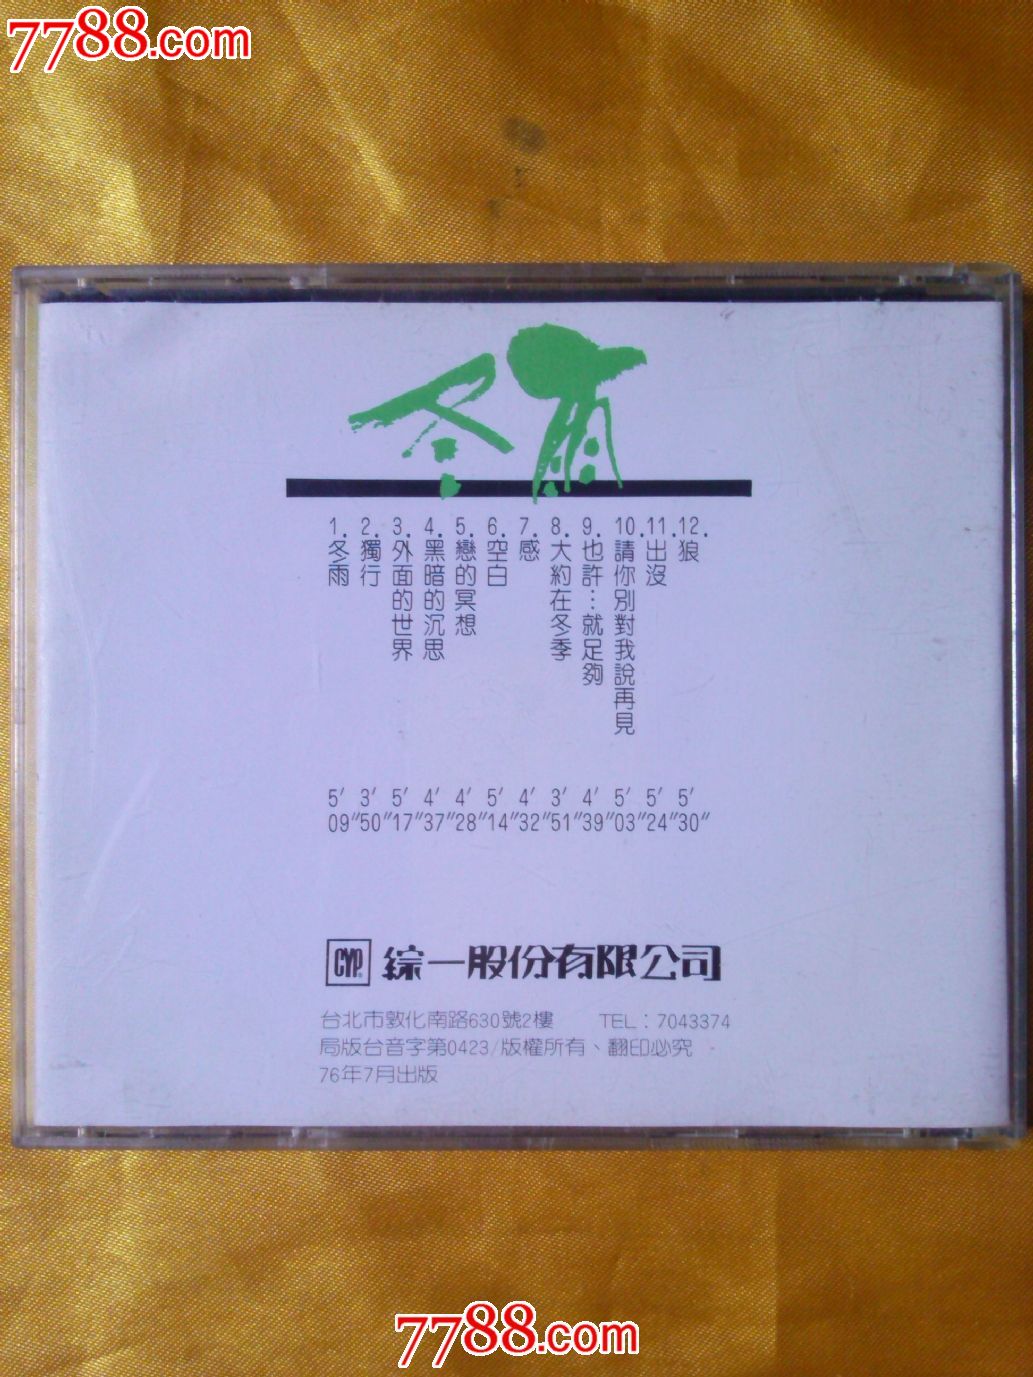 7788.com
冬雨
1.冬雨
2.獨行
3.外面的世界
4.黑暗的沉思
5.戀的冥想
6.空白
7.感
8.大約在冬季
9.也許…就足夠
10.請你別對我說再見
11.出沒
12.狼
5′09″
3′50″
5′17″
4′37″
4′28″
5′14″
4′32″
3′51″
4′39″
5′03″
5′24″
5′30″
CYP® 綜一股份有限公司
台北市敦化南路630號2樓 TEL：7043374
局版台音字第0423/版權所有、翻印必究
76年7月出版
7788.com